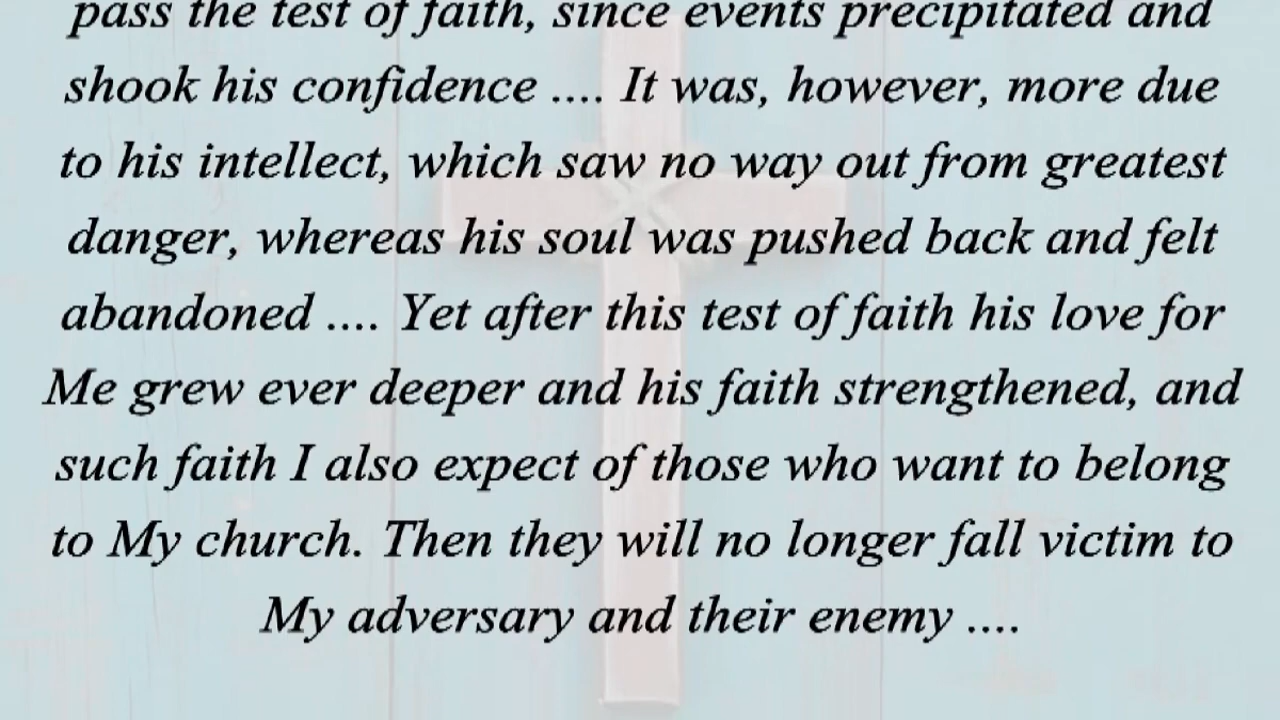 pass the test of faith, since events precipitated and
shook his confidence .... It was, however, more due
to his intellect, which saw no way out from greatest
danger, whereas his soul was pushed back and felt
abandoned .... Yet after this test of faith his love for
Me grew ever deeper and his faith strengthened, and
such faith I also expect of those who want to belong
to My church. Then they will no longer fall victim to
My adversary and their enemy ....